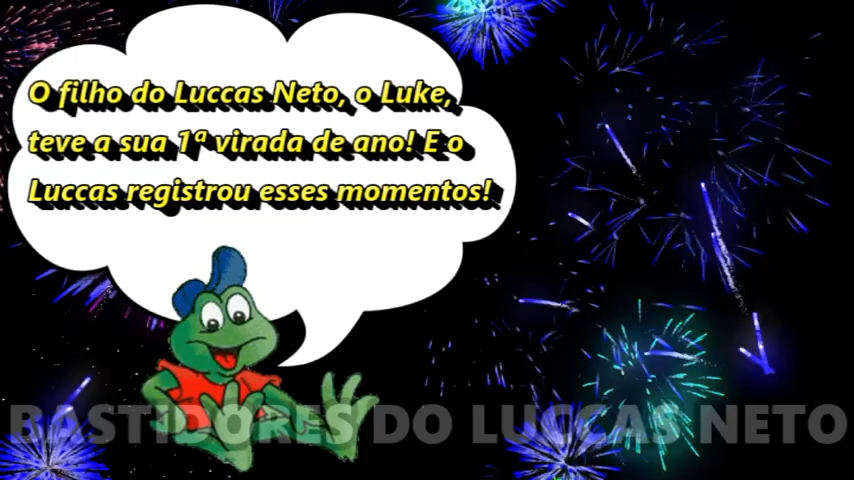 O filho do Luccas Neto, o Luke,
teve a sua 1ª virada de ano! E o
Luccas registrou esses momentos!
BASTIDORES DO LUCCAS NETO